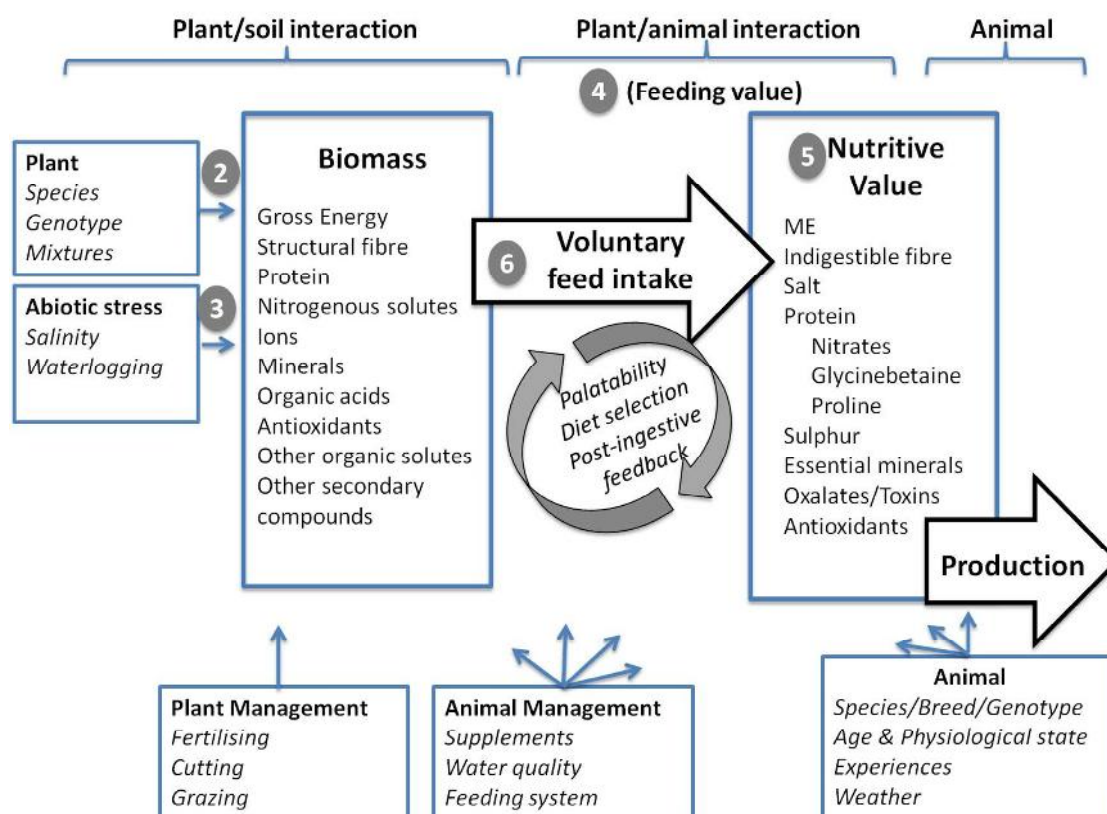 Plant/soil interaction
Plant/animal interaction
Animal
4 (Feeding value)
Plant
Species
Genotype
Mixtures
2
Abiotic stress
Salinity
Waterlogging
3
Biomass
Gross Energy
Structural fibre
Protein
Nitrogenous solutes
Ions
Minerals
Organic acids
Antioxidants
Other organic solutes
Other secondary
compounds
6
Voluntary
feed intake
Palatability
Diet selection
Post-ingestive
feedback
5
Nutritive
Value
ME
Indigestible fibre
Salt
Protein
Nitrates
Glycinebetaine
Proline
Sulphur
Essential minerals
Oxalates/Toxins
Antioxidants
Production
Plant Management
Fertilising
Cutting
Grazing
Animal Management
Supplements
Water quality
Feeding system
Animal
Species/Breed/Genotype
Age & Physiological state
Experiences
Weather